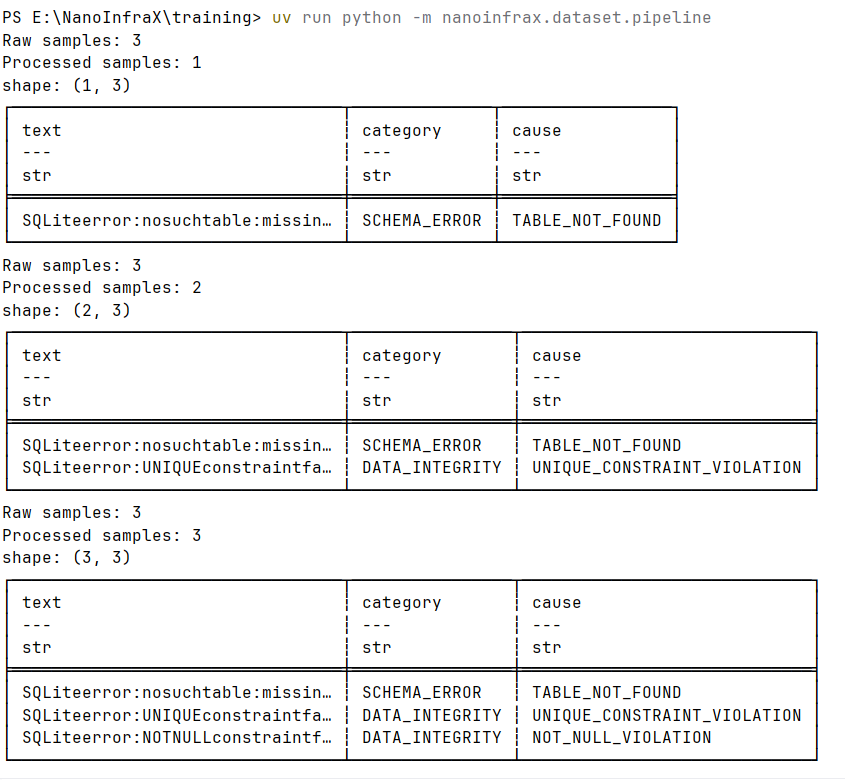 PS E:\NanoInfraX\training> uv run python -m nanoinfrax.dataset.pipeline
Raw samples: 3
Processed samples: 1
shape: (1, 3)
text category cause
--- --- ---
str str str
SQLiteerror:nosuchtable:missin… SCHEMA_ERROR TABLE_NOT_FOUND
Raw samples: 3
Processed samples: 2
shape: (2, 3)
text category cause
--- --- ---
str str str
SQLiteerror:nosuchtable:missin… SCHEMA_ERROR TABLE_NOT_FOUND
SQLiteerror:UNIQUEconstraintfa… DATA_INTEGRITY UNIQUE_CONSTRAINT_VIOLATION
Raw samples: 3
Processed samples: 3
shape: (3, 3)
text category cause
--- --- ---
str str str
SQLiteerror:nosuchtable:missin… SCHEMA_ERROR TABLE_NOT_FOUND
SQLiteerror:UNIQUEconstraintfa… DATA_INTEGRITY UNIQUE_CONSTRAINT_VIOLATION
SQLiteerror:NOTNULLconstraintf… DATA_INTEGRITY NOT_NULL_VIOLATION